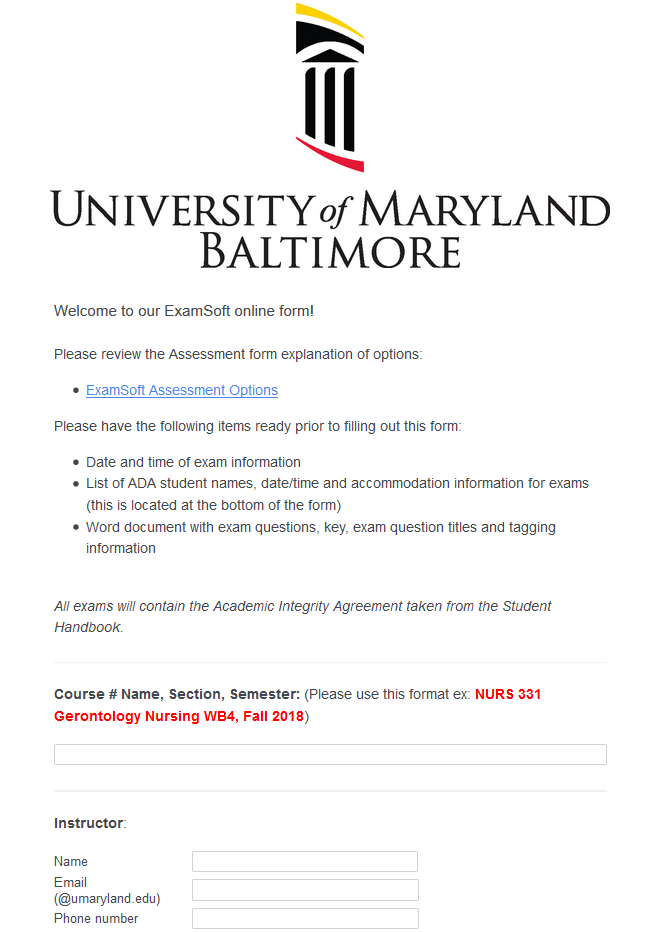 UNIVERSITY of MARYLAND
BALTIMORE
Welcome to our ExamSoft online form!
Please review the Assessment form explanation of options:
• ExamSoft Assessment Options
Please have the following items ready prior to filling out this form:
• Date and time of exam information
• List of ADA student names, date/time and accommodation information for exams
(this is located at the bottom of the form)
• Word document with exam questions, key, exam question titles and tagging
information
All exams will contain the Academic Integrity Agreement taken from the Student
Handbook.
Course # Name, Section, Semester: (Please use this format ex: NURS 331
Gerontology Nursing WB4, Fall 2018)
Instructor:
Name
Email
(@umaryland.edu)
Phone number